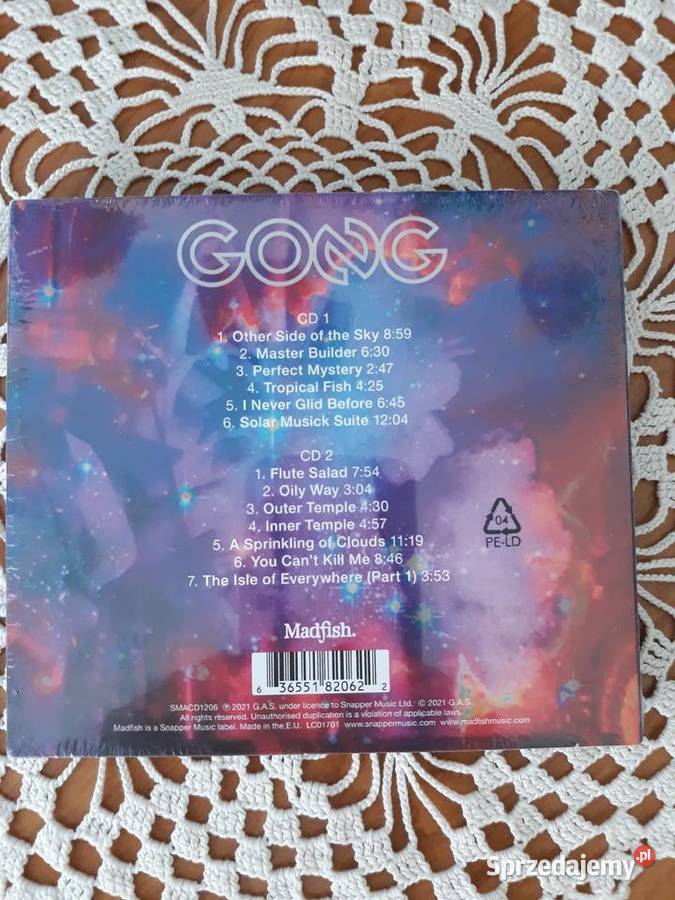 GONG
CD 1
1. Other Side of the Sky 8:59
2. Master Builder 6:30
3. Perfect Mystery 2:47
4. Tropical Fish 4:25
5. I Never Glid Before 6:45
6. Solar Musick Suite 12:04
CD 2
1. Flute Salad 7:54
2. Oily Way 3:04
3. Outer Temple 4:30
4. Inner Temple 4:57
5. A Sprinkling of Clouds 11:19
6. You Can't Kill Me 8:46
7. The Isle of Everywhere (Part 1) 3:53
04
PE-LD
Madfish.
6 36551 82062 2
SMACD1206 ℗ 2021 G.A.S. under licence to Snapper Music Ltd. © 2021 G.A.S.
All rights reserved. Unauthorised duplication is a violation of applicable laws.
Madfish is a Snapper Music label. Made in the E.U. LC01701 www.snappermusic.com www.madfishmusic.com
Sprzedajemy.pl